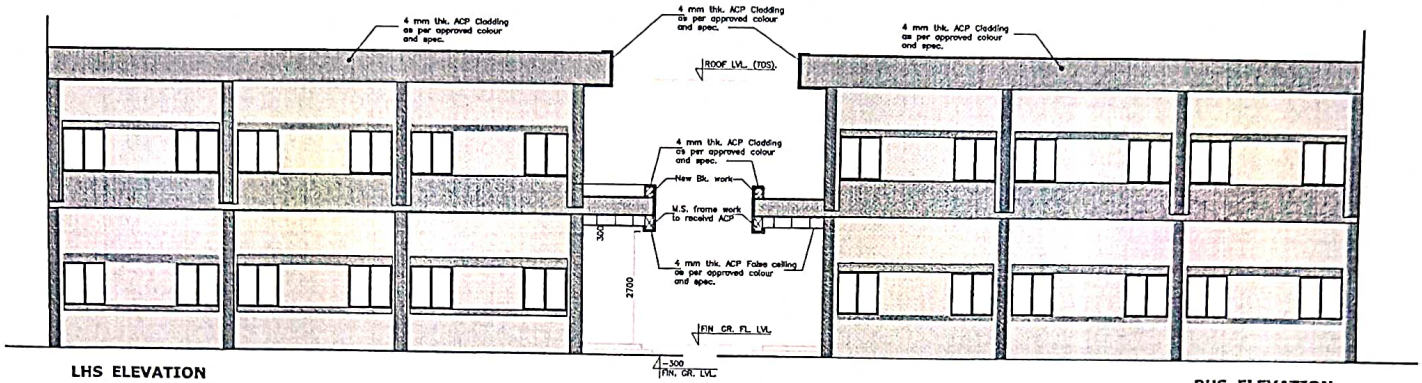 4 mm thk. ACP Cladding
as per approved colour
and spec.
4 mm thk. ACP Cladding
as per approved colour
and spec.
4 mm thk. ACP Cladding
as per approved colour
and spec.
ROOF LVL. (TOS).
4 mm thk. ACP Cladding
as per approved colour
and spec.
New Bk. work
M.S. frame work
to receivd ACP
300
4 mm thk. ACP False ceiling
as per approved colour
and spec.
2700
FIN GR. FL. LVL
-300
FIN. GR. LVL.
LHS ELEVATION
RHS ELEVATION